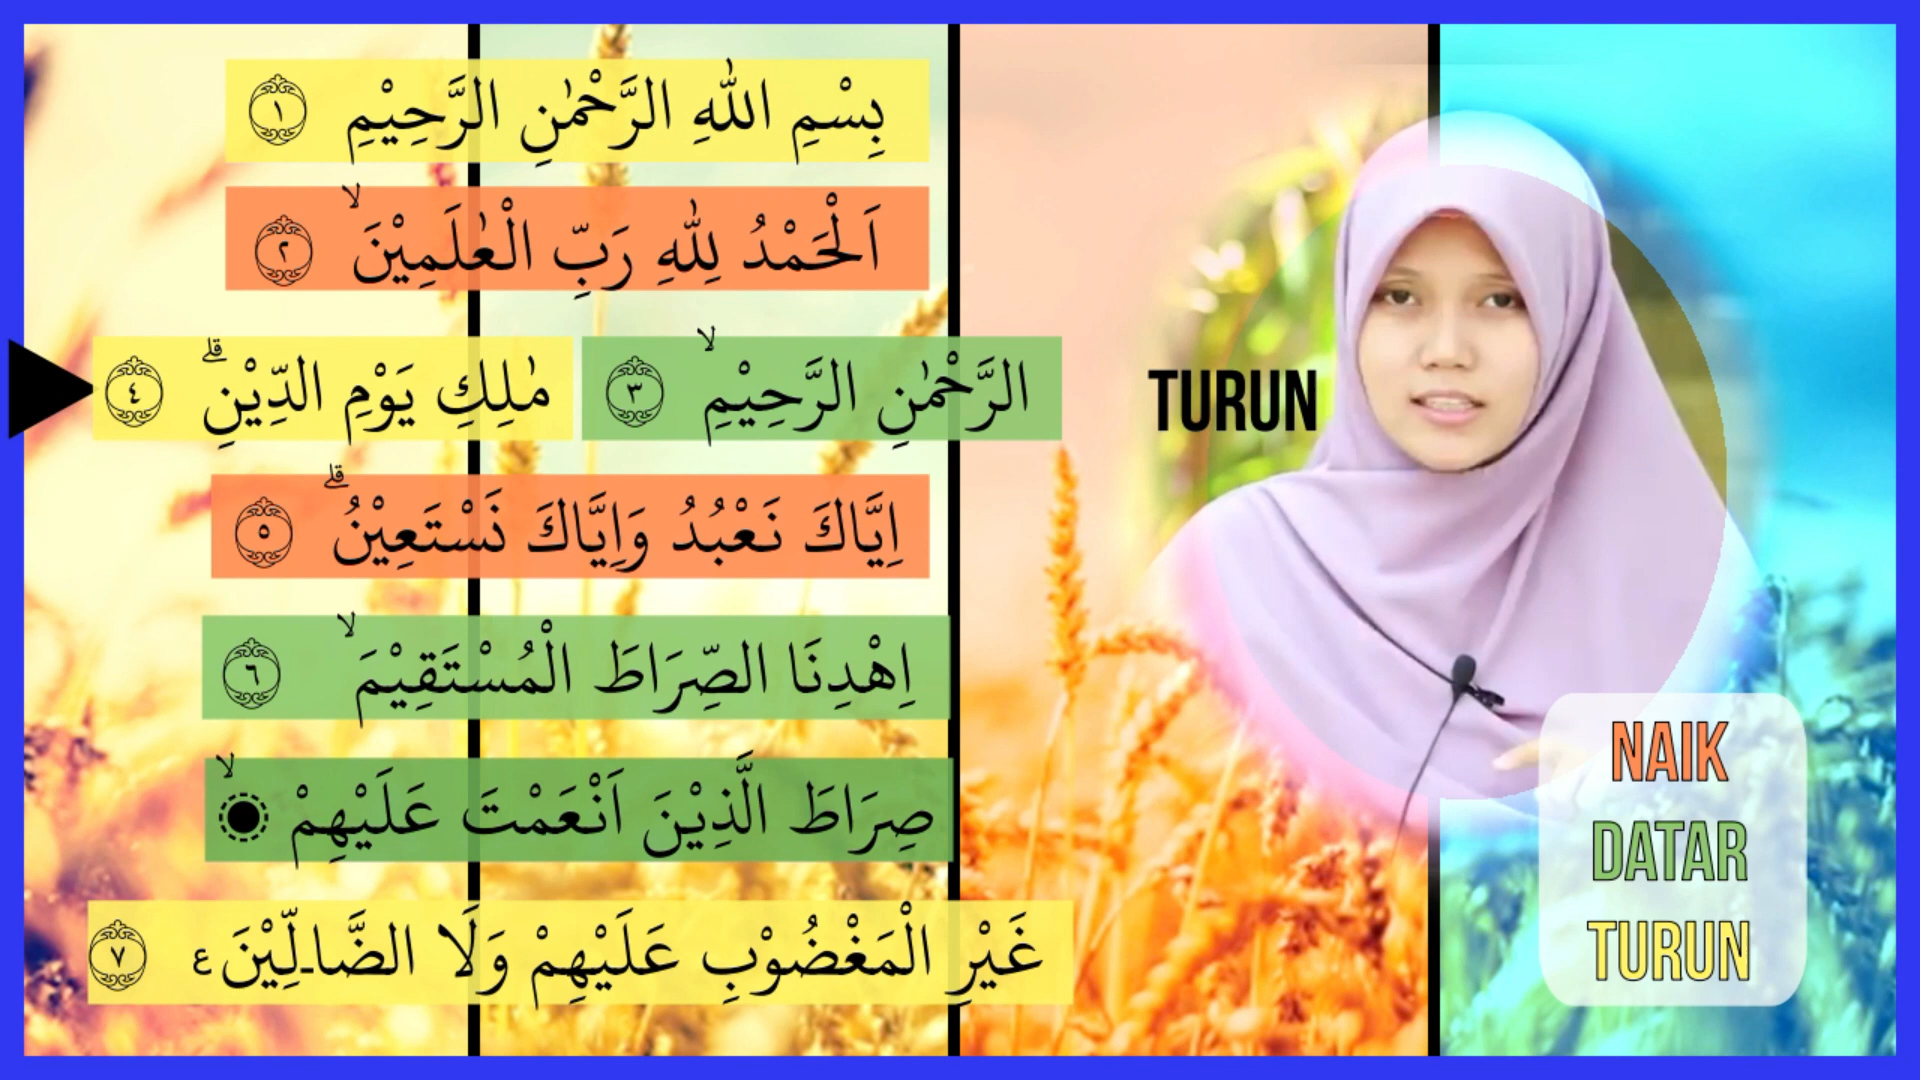 بِسْمِ اللّٰهِ الرَّحْمٰنِ الرَّحِيْمِ ١
اَلْحَمْدُ لِلّٰهِ رَبِّ الْعٰلَمِيْنَۙ ٢
الرَّحْمٰنِ الرَّحِيْمِۙ ٣ مٰلِكِ يَوْمِ الدِّيْنِۗ ٤
اِيَّاكَ نَعْبُدُ وَاِيَّاكَ نَسْتَعِيْنُۗ ٥
اِهْدِنَا الصِّرَاطَ الْمُسْتَقِيْمَۙ ٦
صِرَاطَ الَّذِيْنَ اَنْعَمْتَ عَلَيْهِمْۙ
غَيْرِ الْمَغْضُوْبِ عَلَيْهِمْ وَلَا الضَّاۤلِّيْنَ ع ٧
TURUN
NAIK
DATAR
TURUN